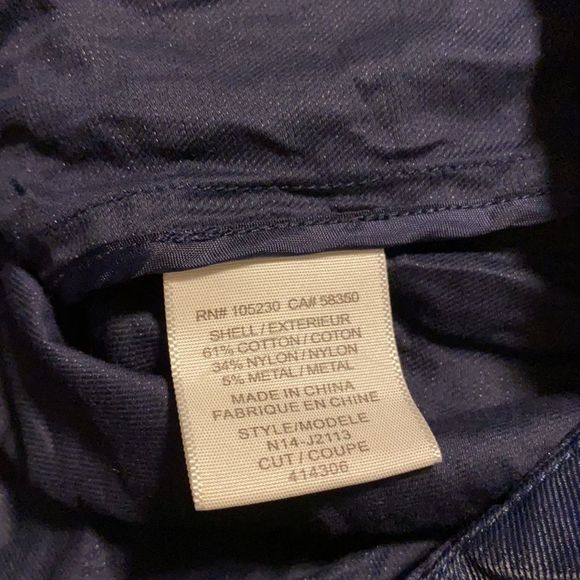 RN# 105230 CA# 58350
SHELL / EXTERIEUR
61% COTTON / COTON
34% NYLON / NYLON
5% METAL / METAL
MADE IN CHINA
FABRIQUE EN CHINE
STYLE/MODELE
N14-J2113
CUT / COUPE
414306